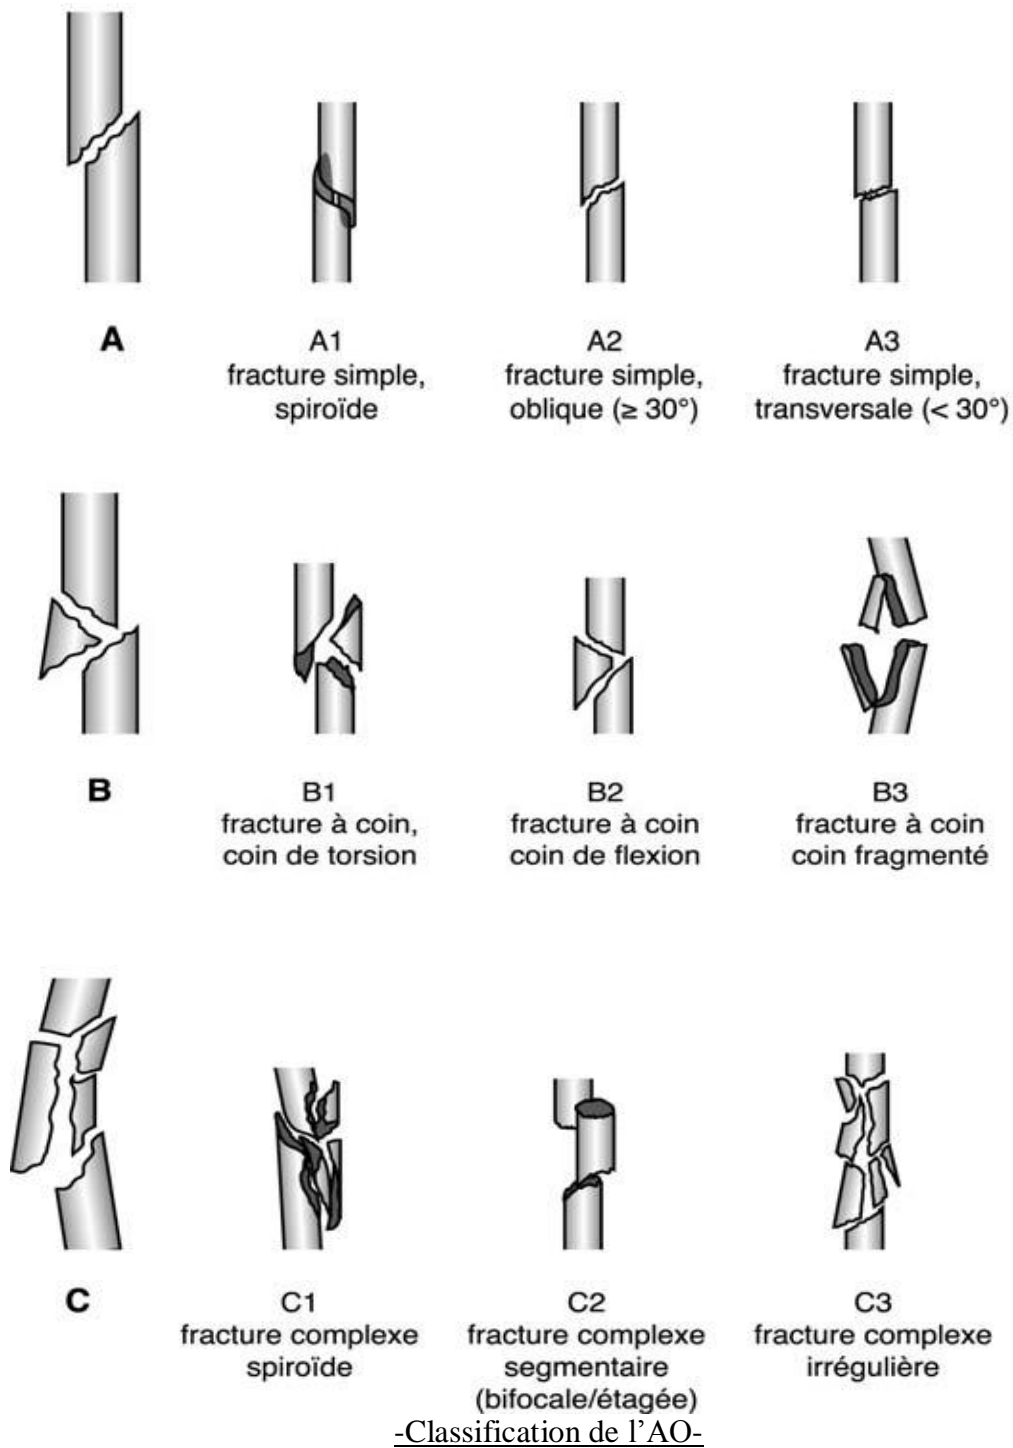 A
A1
fracture simple,
spiroïde
A2
fracture simple,
oblique (≥ 30°)
A3
fracture simple,
transversale (< 30°)
B
B1
fracture à coin,
coin de torsion
B2
fracture à coin
coin de flexion
B3
fracture à coin
coin fragmenté
C
C1
fracture complexe
spiroïde
C2
fracture complexe
segmentaire
(bifocale/étagée)
C3
fracture complexe
irrégulière
-Classification de l’AO-